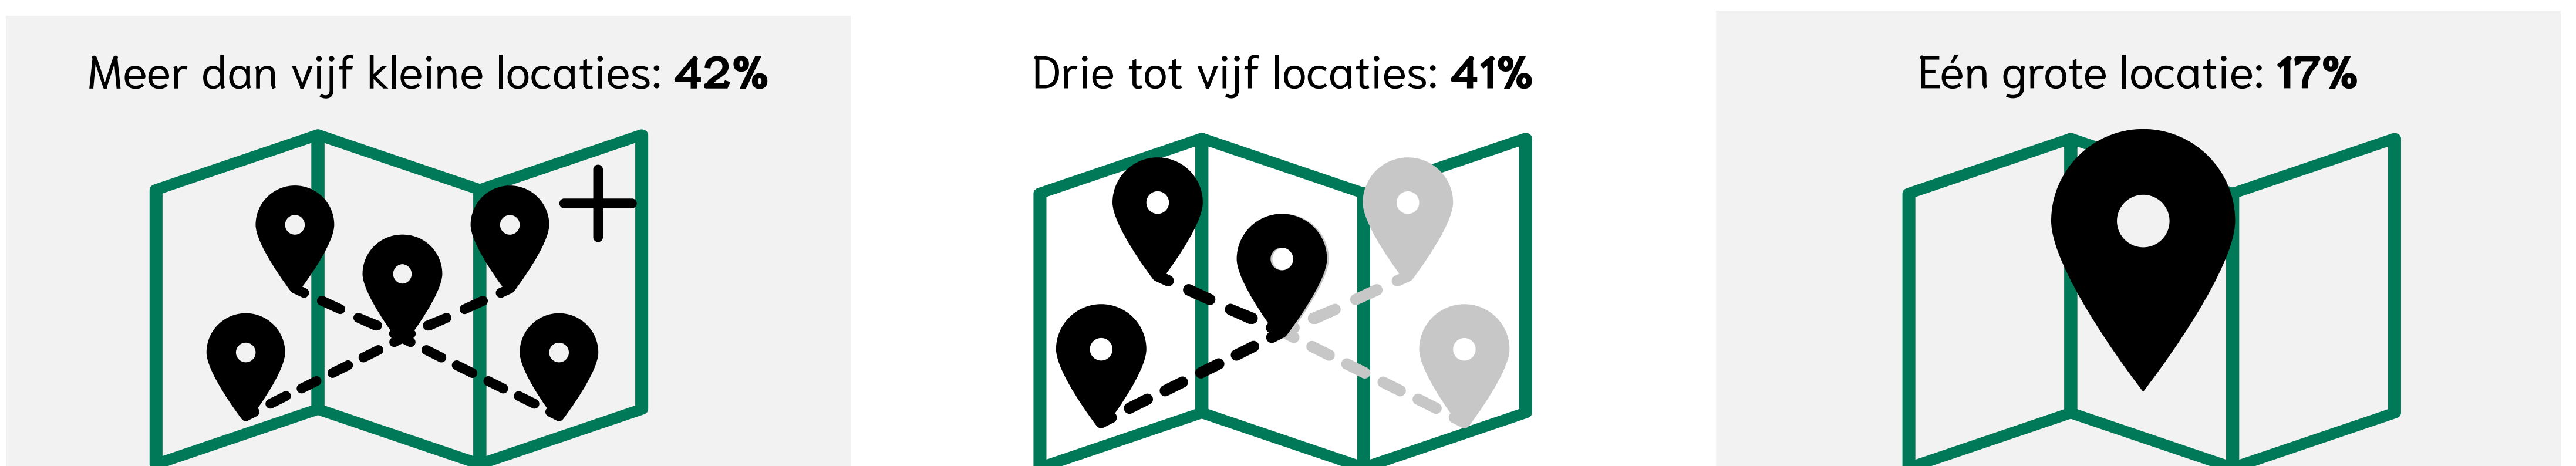 Meer dan vijf kleine locaties: 42%
Drie tot vijf locaties: 41%
Eén grote locatie: 17%